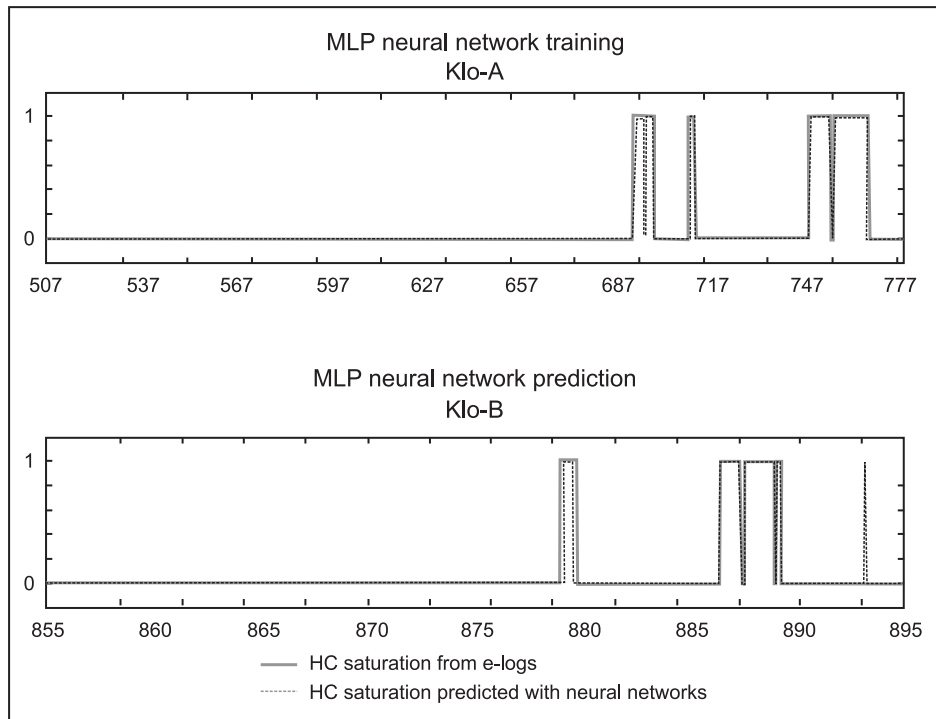 MLP neural network training
Klo-A
1
0
507 537 567 597 627 657 687 717 747 777
MLP neural network prediction
Klo-B
1
0
855 860 865 870 875 880 885 890 895
HC saturation from e-logs
HC saturation predicted with neural networks